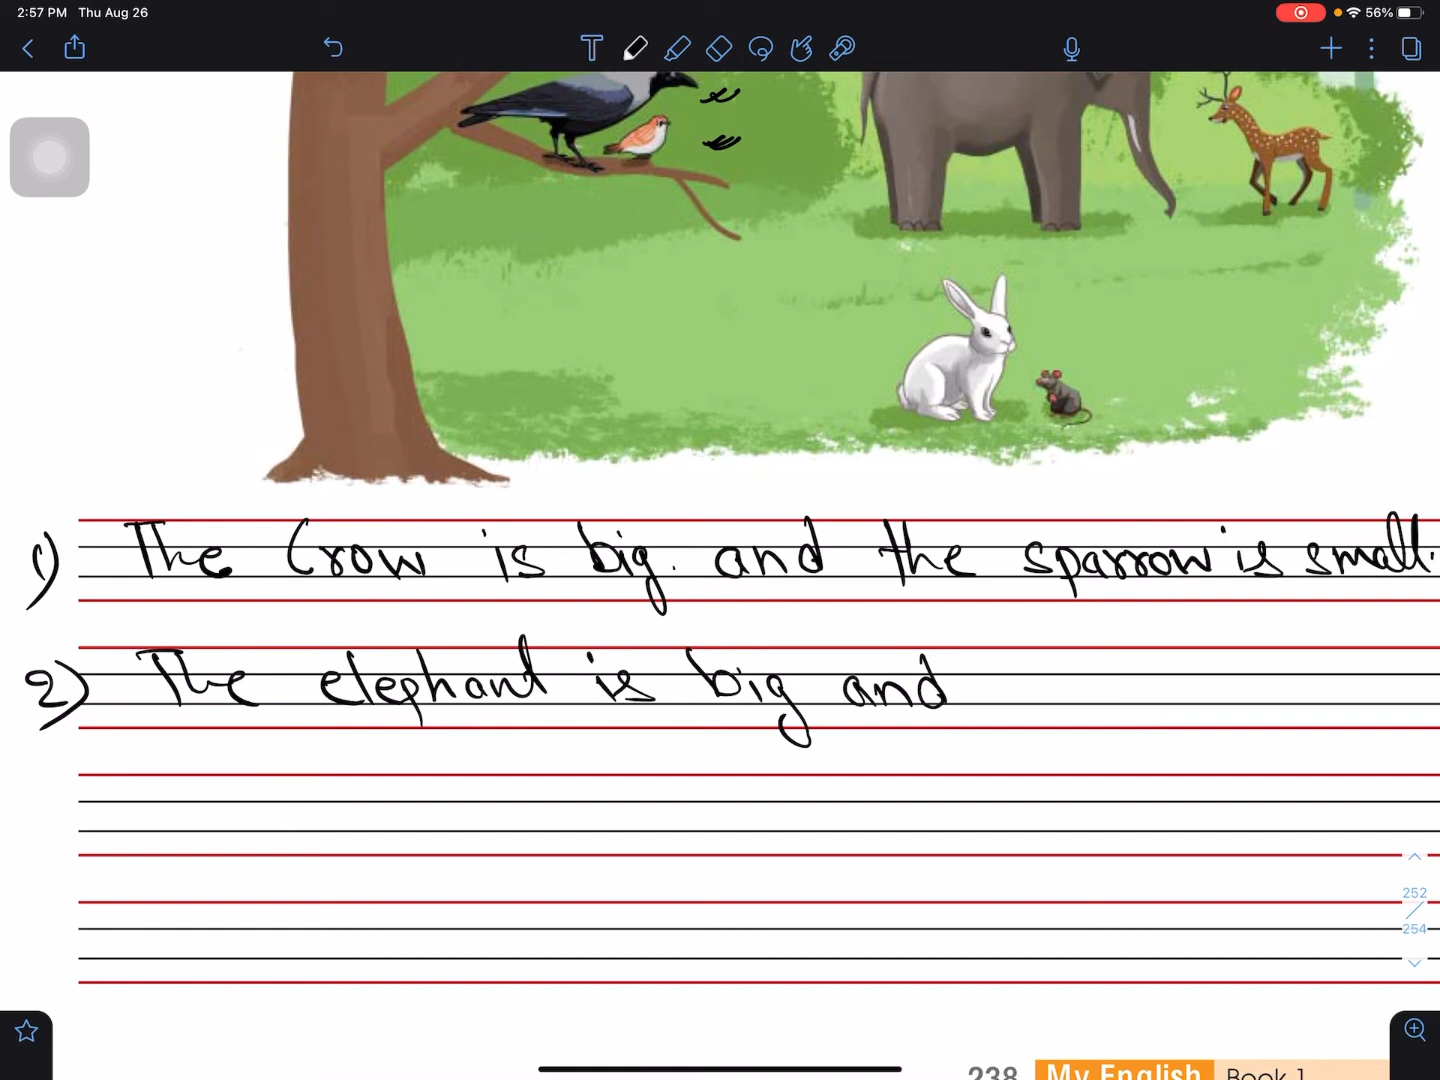 2:57 PM Thu Aug 26
56%
1) The Crow is big. and the sparrow is small.
2) The elephant is big and
252
254
238 My English Book 1